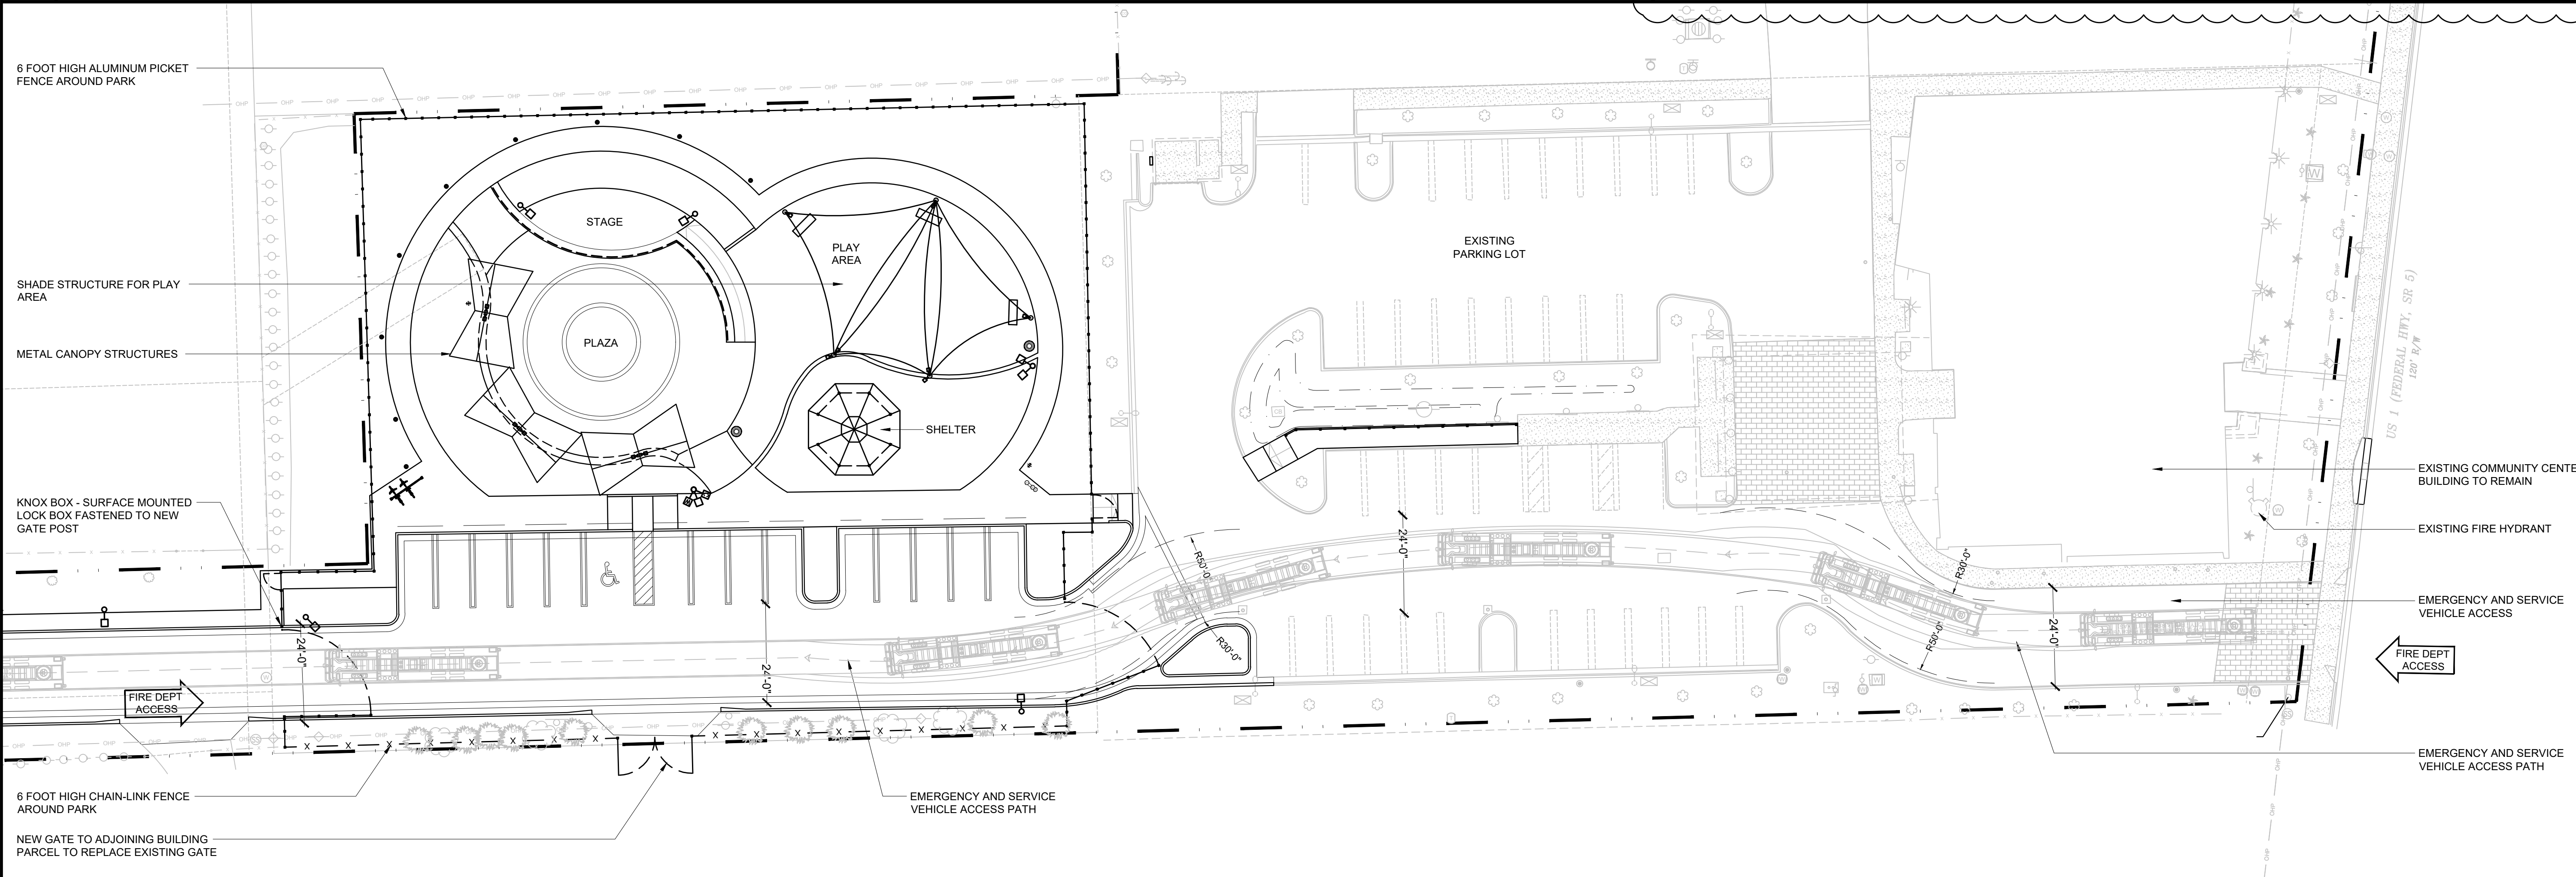 6 FOOT HIGH ALUMINUM PICKET
FENCE AROUND PARK
SHADE STRUCTURE FOR PLAY
AREA
METAL CANOPY STRUCTURES
KNOX BOX - SURFACE MOUNTED
LOCK BOX FASTENED TO NEW
GATE POST
FIRE DEPT
ACCESS
6 FOOT HIGH CHAIN-LINK FENCE
AROUND PARK
NEW GATE TO ADJOINING BUILDING
PARCEL TO REPLACE EXISTING GATE
STAGE
PLAZA
PLAY
AREA
SHELTER
24'-0"
24'-0"
EMERGENCY AND SERVICE
VEHICLE ACCESS PATH
EXISTING
PARKING LOT
R50'-0"
R30'-0"
24'-0"
R30'-0"
R50'-0"
24'-0"
US 1 (FEDERAL HWY, SR 5)
120' R/W
EXISTING COMMUNITY CENTE
BUILDING TO REMAIN
EXISTING FIRE HYDRANT
EMERGENCY AND SERVICE
VEHICLE ACCESS
FIRE DEPT
ACCESS
EMERGENCY AND SERVICE
VEHICLE ACCESS PATH